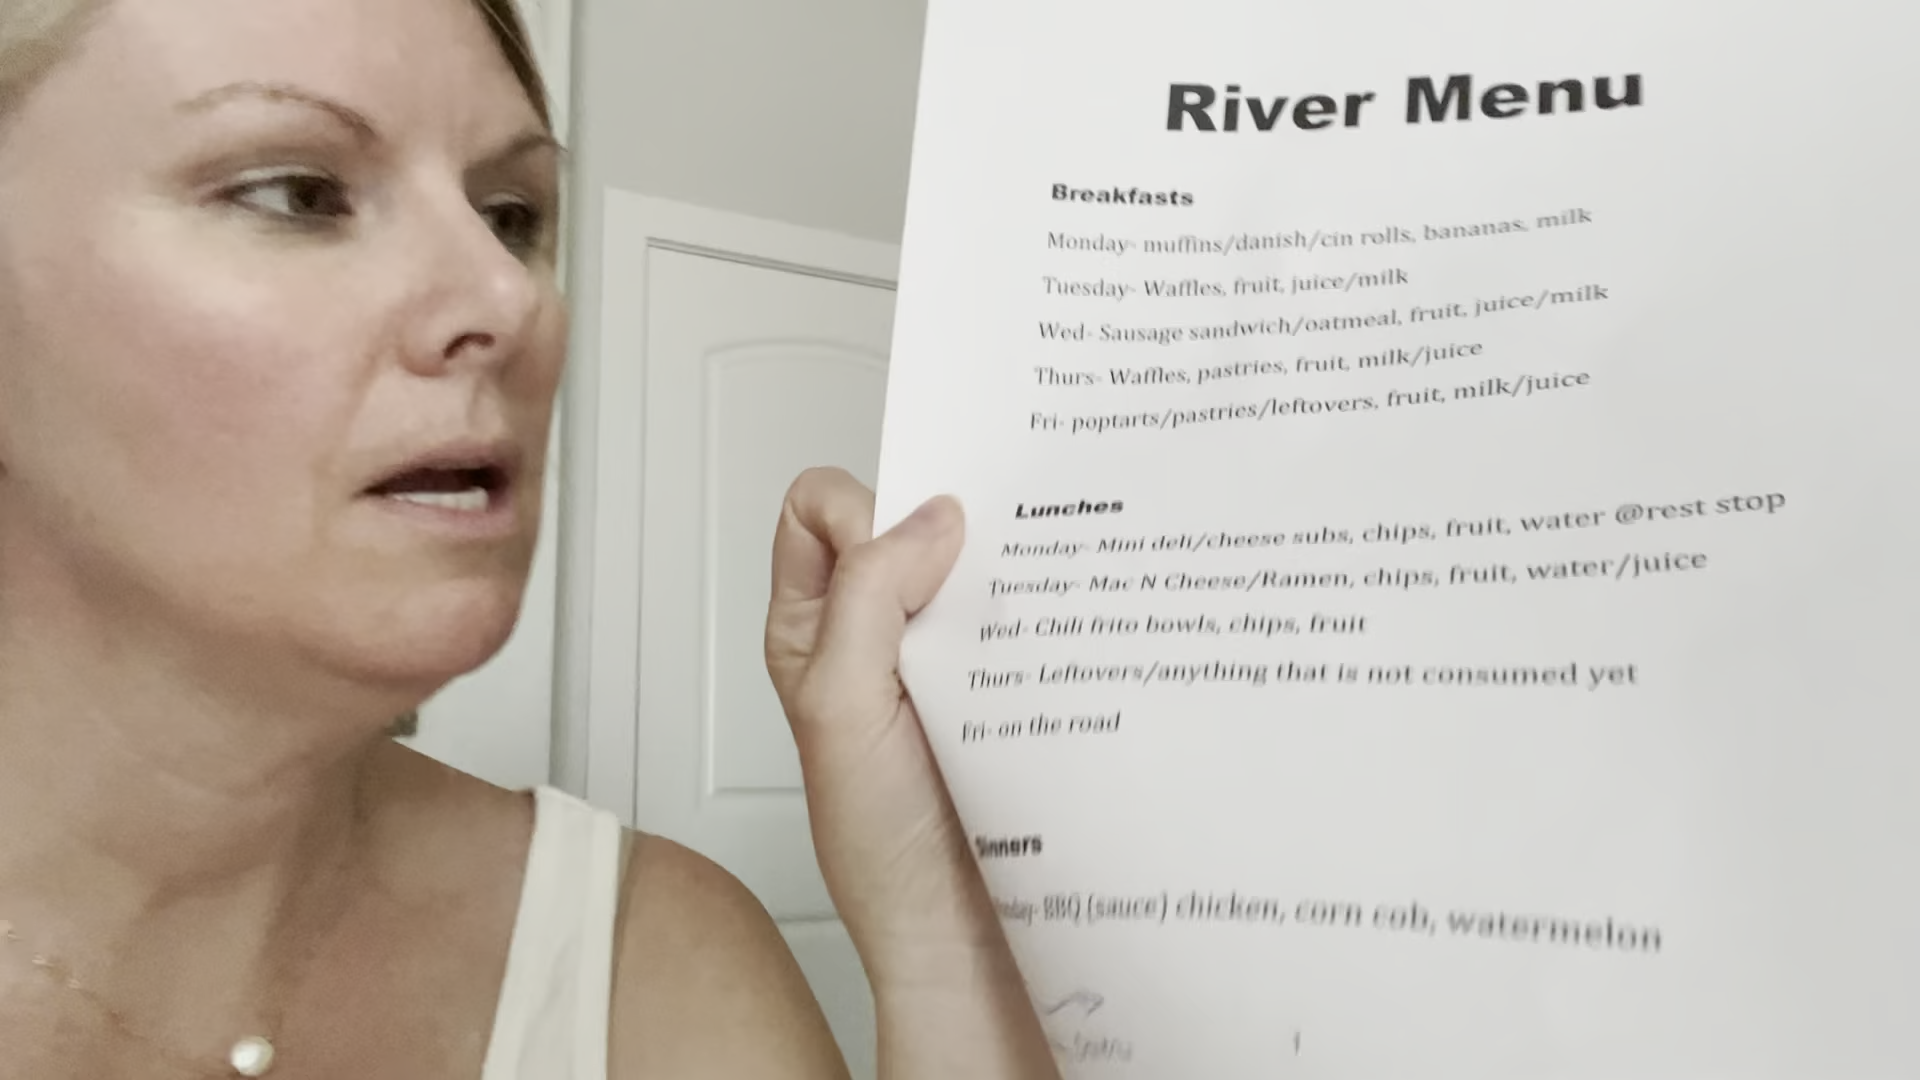 River Menu
Breakfasts
Monday- muffins/danish/cin rolls, bananas, milk
Tuesday- Waffles, fruit, juice/milk
Wed- Sausage sandwich/oatmeal, fruit, juice/milk
Thurs- Waffles, pastries, fruit, milk/juice
Fri- poptarts/pastries/leftovers, fruit, milk/juice
Lunches
Monday- Mini deli/cheese subs, chips, fruit, water @rest stop
Tuesday- Mac N Cheese/Ramen, chips, fruit, water/juice
Wed- Chili frito bowls, chips, fruit
Thurs- Leftovers/anything that is not consumed yet
Fri- on the road
BBQ (sauce) chicken, corn cob, watermelon